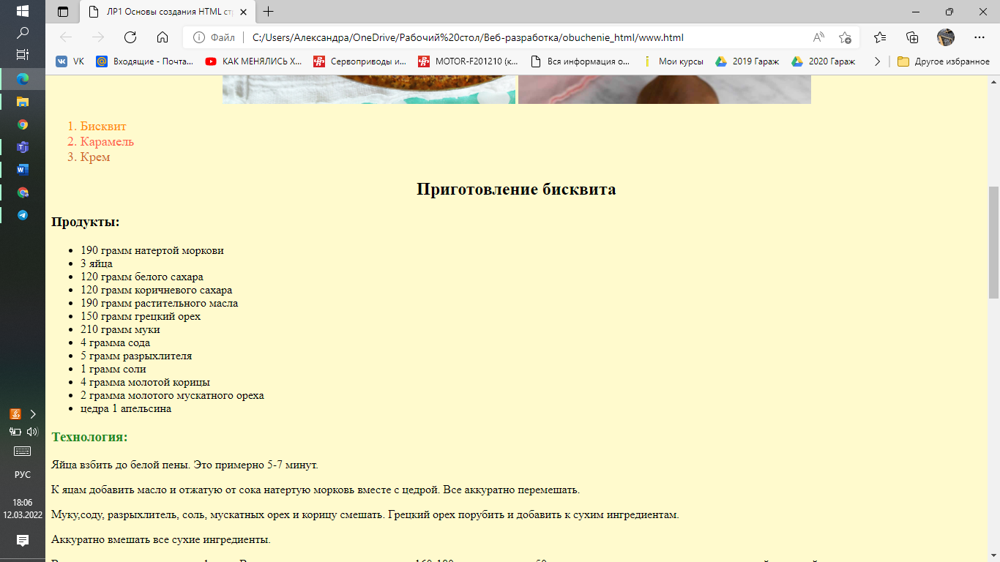 ЛР1 Основы создания HTML
Файл C:/Users/Александра/OneDrive/Рабочий%20стол/Веб-разработка/obuchenie_html/www.html
VK Входящие - Почта... КАК МЕНЯЛИСЬ Х... Сервоприводы и... MOTOR-F201210 (к... Вся информация о... Мои курсы 2019 Гараж 2020 Гараж Другое избранное
1. Бисквит
2. Карамель
3. Крем
Приготовление бисквита
Продукты:
• 190 грамм натертой моркови
• 3 яйца
• 120 грамм белого сахара
• 120 грамм коричневого сахара
• 190 грамм растительного масла
• 150 грамм грецкий орех
• 210 грамм муки
• 4 грамма сода
• 5 грамм разрыхлителя
• 1 грамм соли
• 4 грамма молотой корицы
• 2 грамма молотого мускатного ореха
• цедра 1 апельсина
Технология:
Яйца взбить до белой пены. Это примерно 5-7 минут.
К яцам добавить масло и отжатую от сока натертую морковь вместе с цедрой. Все аккуратно перемешать.
Муку,соду, разрыхлитель, соль, мускатных орех и корицу смешать. Грецкий орех порубить и добавить к сухим ингредиентам.
Аккуратно вмешать все сухие ингредиенты.
РУС
18:06
12.03.2022